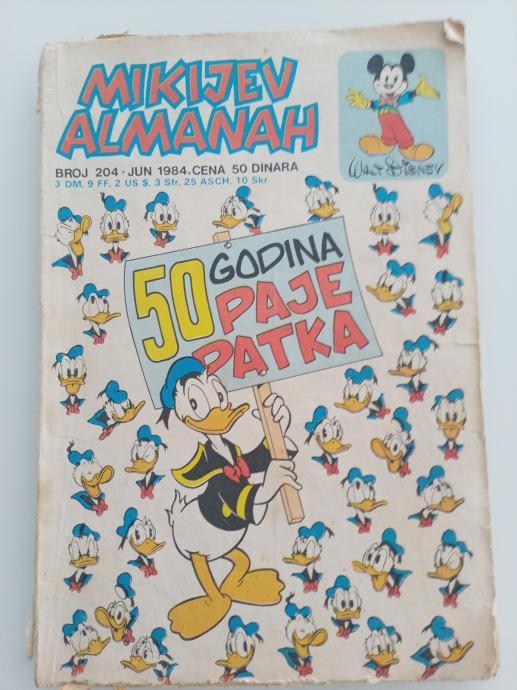 MIKIJEV
ALMANAH
BROJ 204 · JUN 1984. CENA 50 DINARA
3 DM, 9 FF, 2 US $, 3 Sfr, 25 ASCH, 10 Skr
WALT DISNEY
50 GODINA
PAJE
PATKA